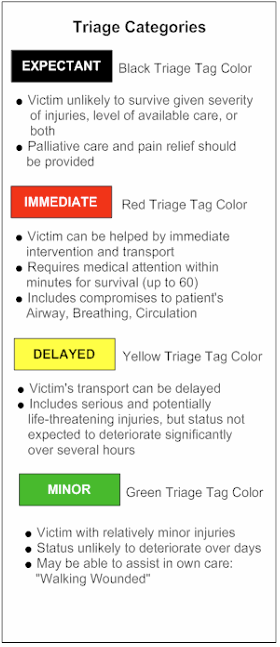 Triage Categories
EXPECTANT Black Triage Tag Color
● Victim unlikely to survive given severity
of injuries, level of available care, or
both
● Palliative care and pain relief should
be provided
IMMEDIATE Red Triage Tag Color
● Victim can be helped by immediate
intervention and transport
● Requires medical attention within
minutes for survival (up to 60)
● Includes compromises to patient's
Airway, Breathing, Circulation
DELAYED Yellow Triage Tag Color
● Victim's transport can be delayed
● Includes serious and potentially
life-threatening injuries, but status not
expected to deteriorate significantly
over several hours
MINOR Green Triage Tag Color
● Victim with relatively minor injuries
● Status unlikely to deteriorate over days
● May be able to assist in own care:
"Walking Wounded"